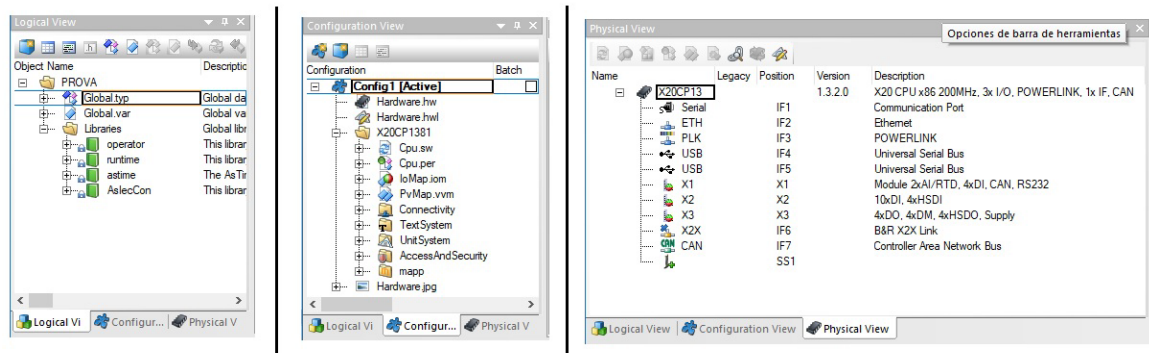 Logical View
Object Name Descriptic
PROVA
Global.typ Global da
Global.var Global va
Libraries Global libr
operator This librar
runtime This librar
astime The AsTir
AsIecCon This librar
Logical Vi Configur... Physical V
Configuration View
Configuration Batch
Config1 [Active]
Hardware.hw
Hardware.hwl
X20CP1381
Cpu.sw
Cpu.per
IoMap.iom
PvMap.vvm
Connectivity
TextSystem
UnitSystem
AccessAndSecurity
mapp
Hardware.jpg
Logical Vi Configur... Physical V
Physical View
Opciones de barra de herramientas
Name Legacy Position Version Description
X20CP13 1.3.2.0 X20 CPU x86 200MHz, 3x I/O, POWERLINK, 1x IF, CAN
Serial IF1 Communication Port
ETH IF2 Ethernet
PLK IF3 POWERLINK
USB IF4 Universal Serial Bus
USB IF5 Universal Serial Bus
X1 X1 Module 2xAI/RTD, 4xDI, CAN, RS232
X2 X2 10xDI, 4xHSDI
X3 X3 4xDO, 4xDM, 4xHSDO, Supply
X2X IF6 B&R X2X Link
CAN IF7 Controller Area Network Bus
SS1
Logical View Configuration View Physical View